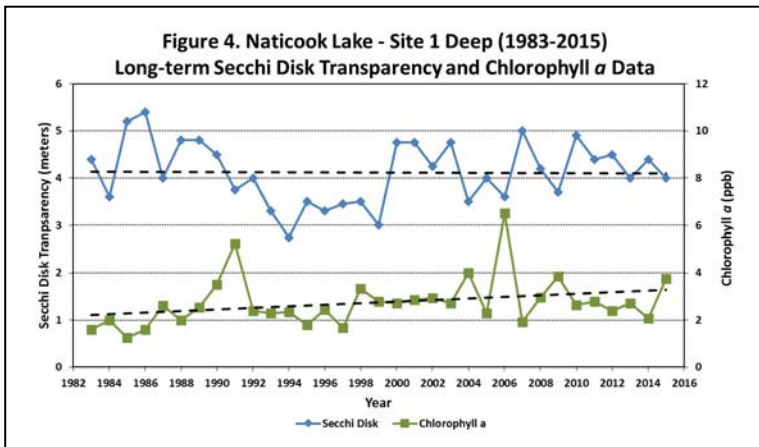 Figure 4. Naticook Lake - Site 1 Deep (1983-2015)
Long-term Secchi Disk Transparency and Chlorophyll a Data
Secchi Disk Tranpsarency (meters)
6
5
4
3
2
1
0
12
10
8
6
4
2
0
Chlorophyll a (ppb)
1982 1984 1986 1988 1990 1992 1994 1996 1998 2000 2002 2004 2006 2008 2010 2012 2014 2016
Year
Secchi Disk Chlorophyll a